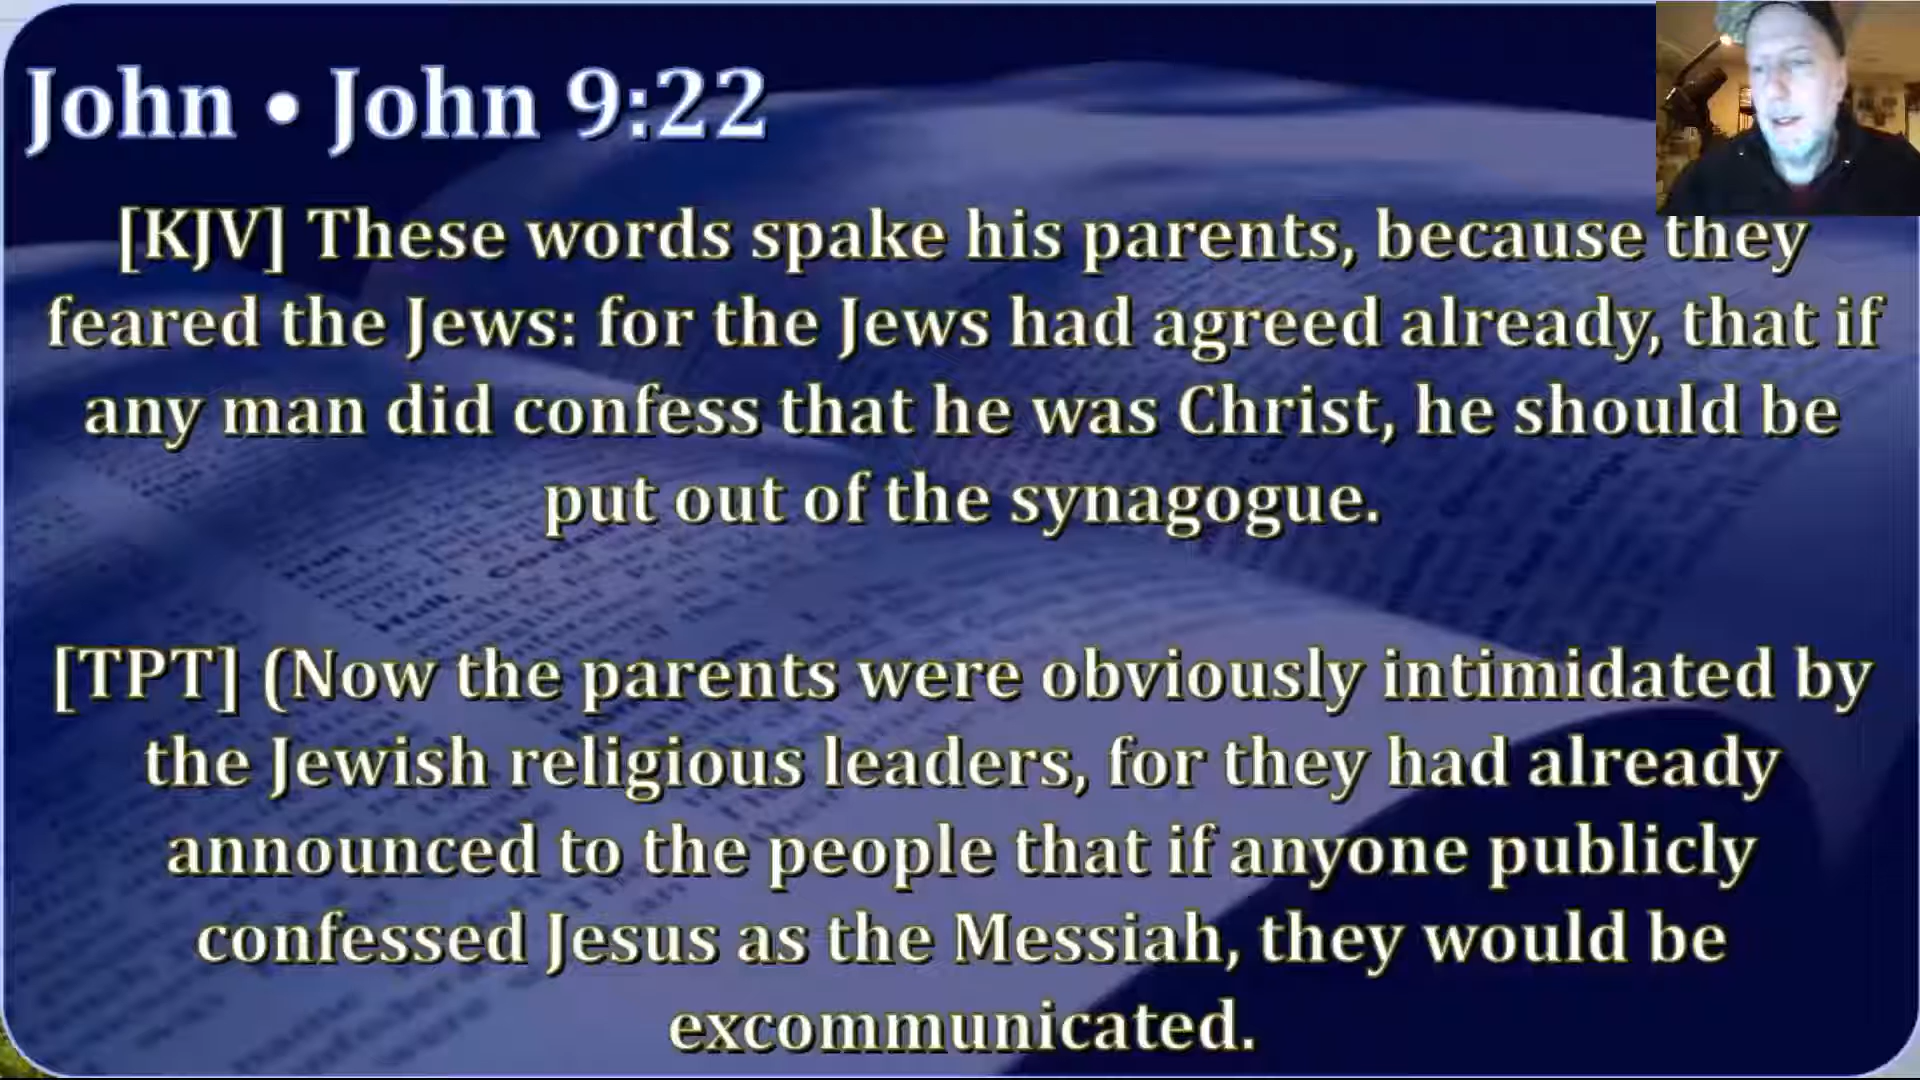 John • John 9:22
[KJV] These words spake his parents, because they
feared the Jews: for the Jews had agreed already, that if
any man did confess that he was Christ, he should be
put out of the synagogue.
[TPT] (Now the parents were obviously intimidated by
the Jewish religious leaders, for they had already
announced to the people that if anyone publicly
confessed Jesus as the Messiah, they would be
excommunicated.